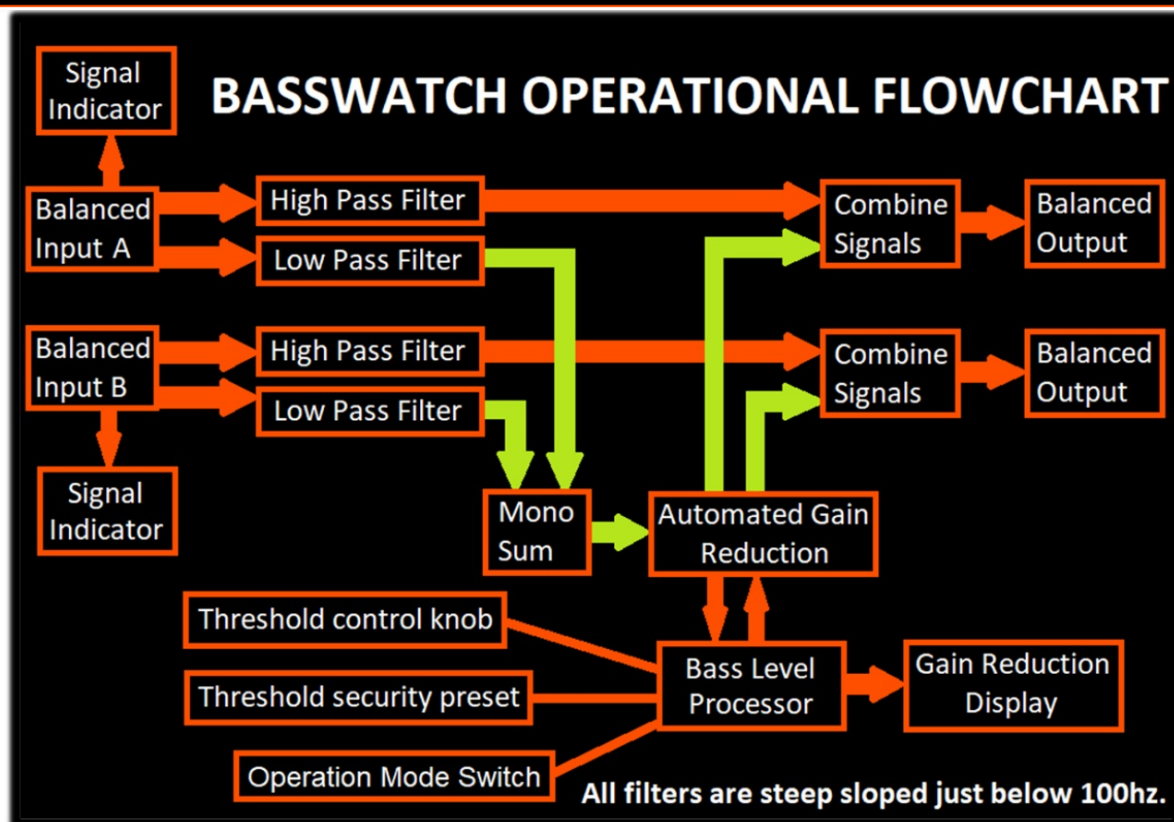 Signal
Indicator
BASSWATCH OPERATIONAL FLOWCHART
Balanced
Input A
High Pass Filter
Low Pass Filter
Combine
Signals
Balanced
Output
Balanced
Input B
High Pass Filter
Low Pass Filter
Combine
Signals
Balanced
Output
Signal
Indicator
Mono
Sum
Automated Gain
Reduction
Threshold control knob
Threshold security preset
Operation Mode Switch
Bass Level
Processor
Gain Reduction
Display
All filters are steep sloped just below 100hz.